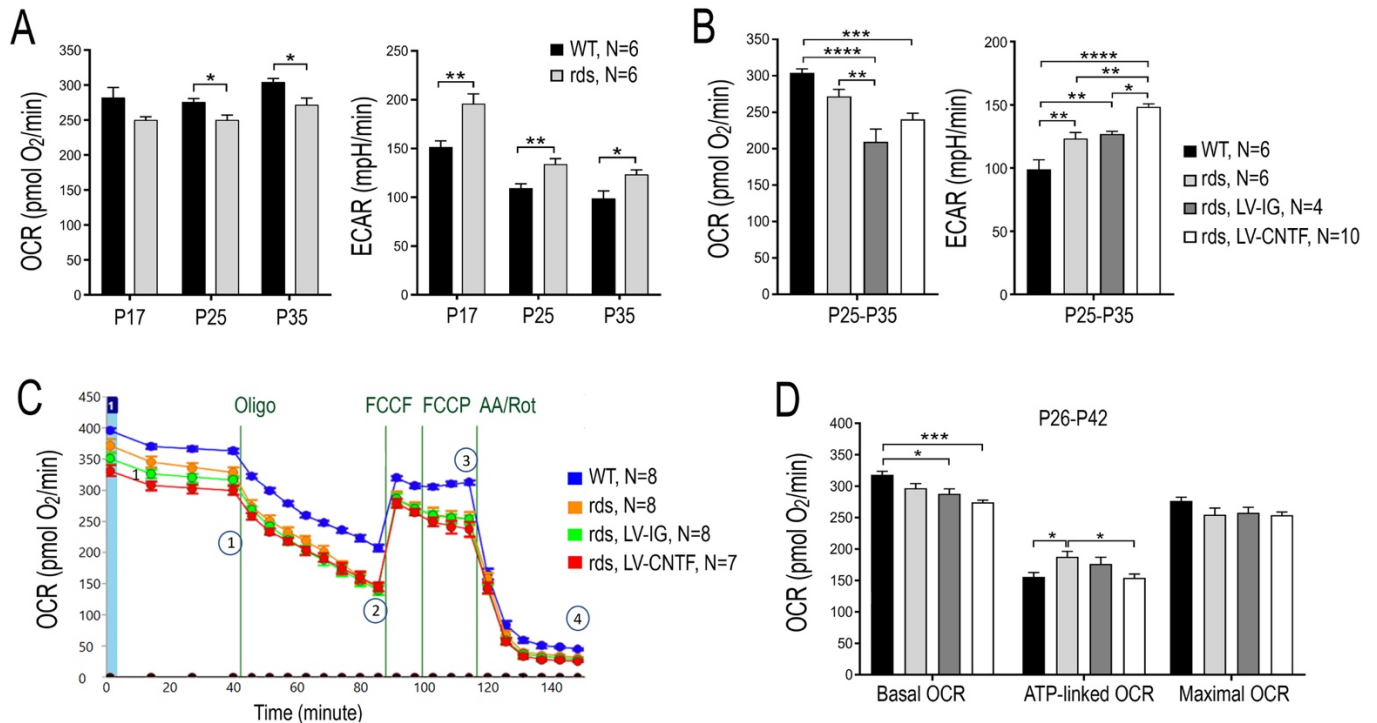 A
OCR (pmol O₂/min)
350
300
250
200
150
100
50
0
*
*
P17
P25
P35
ECAR (mpH/min)
250
200
150
100
50
0
**
**
*
P17
P25
P35
WT, N=6
rds, N=6
B
OCR (pmol O₂/min)
350
300
250
200
150
100
50
0
***
****
**
P25-P35
ECAR (mpH/min)
200
150
100
50
0
****
**
**
*
**
P25-P35
WT, N=6
rds, N=6
rds, LV-IG, N=4
rds, LV-CNTF, N=10
C
OCR (pmol O₂/min)
450
400
350
300
250
200
150
100
50
0
1
Oligo
FCCF
FCCP
AA/Rot
1
1
2
3
4
0
20
40
60
80
100
120
140
Time (minute)
WT, N=8
rds, N=8
rds, LV-IG, N=8
rds, LV-CNTF, N=7
D
P26-P42
OCR (pmol O₂/min)
400
350
300
250
200
150
100
50
0
***
*
*
*
Basal OCR
ATP-linked OCR
Maximal OCR